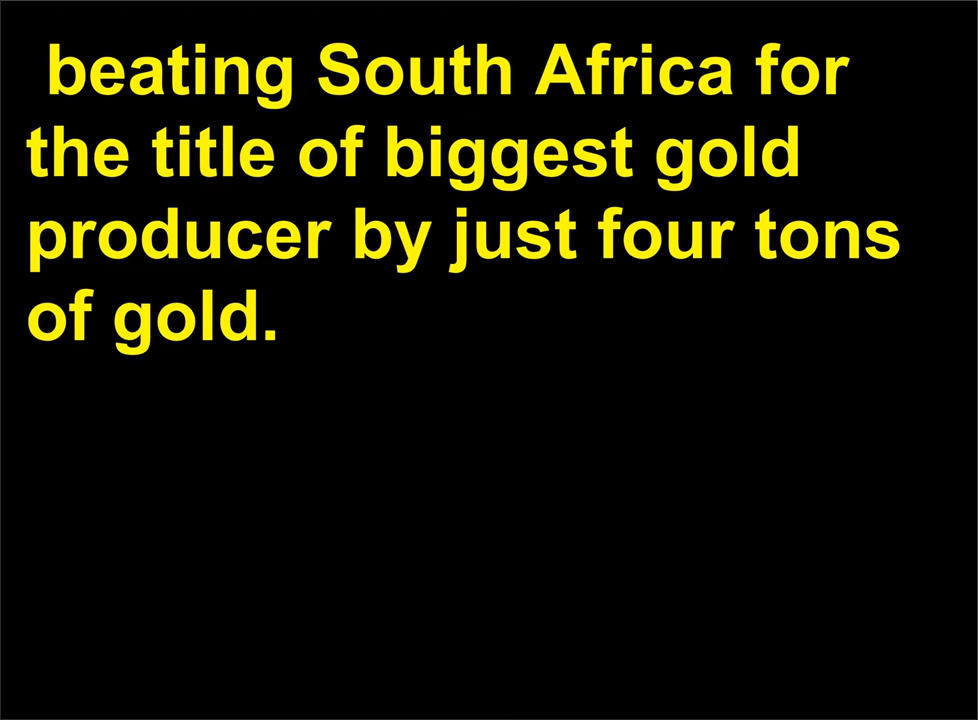 beating South Africa for
the title of biggest gold
producer by just four tons
of gold.